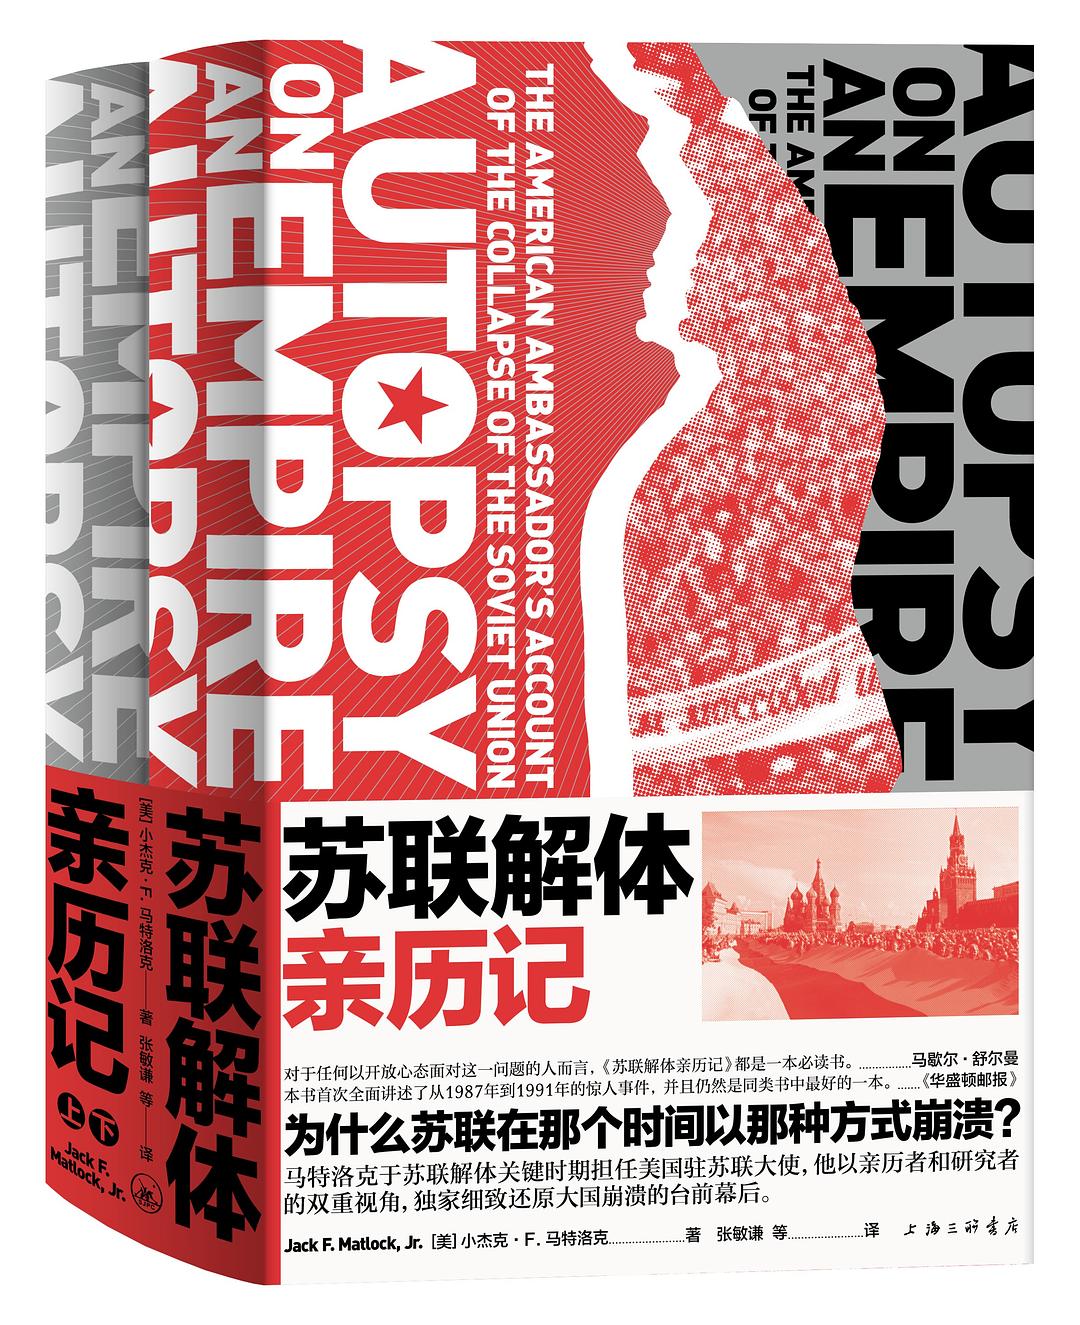 AUTOPSY
ON
AN EMPIRE
THE AMERICAN AMBASSADOR'S ACCOUNT
OF THE COLLAPSE OF THE SOVIET UNION
AUTOPSY
ON
AN EMPIRE
THE AM
OF T
AN EMPIRE
AUTOPSY
AN EMPIRE
AUTOPSY
苏联解体
亲历记
[美] 小杰克·F. 马特洛克——著 张敏谦 等——译
上 下
Jack F.
Matlock, Jr.
SJPC
苏联解体
亲历记
对于任何以开放心态面对这一问题的人而言，《苏联解体亲历记》都是一本必读书。……………马歇尔·舒尔曼
本书首次全面讲述了从1987年到1991年的惊人事件，并且仍然是同类书中最好的一本。……《华盛顿邮报》
为什么苏联在那个时间以那种方式崩溃？
马特洛克于苏联解体关键时期担任美国驻苏联大使，他以亲历者和研究者
的双重视角，独家细致还原大国崩溃的台前幕后。
Jack F. Matlock, Jr. [美] 小杰克·F. 马特洛克……………著 张敏谦 等……………译 上海三联书店